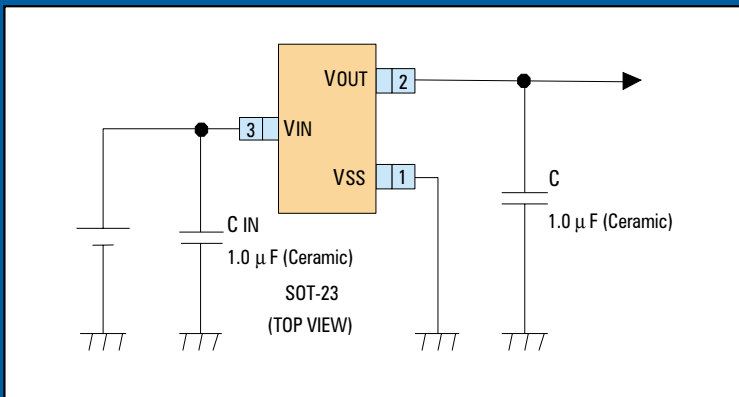 VOUT 2
3 VIN
VSS 1
C
1.0 μ F (Ceramic)
C IN
1.0 μ F (Ceramic)
SOT-23
(TOP VIEW)